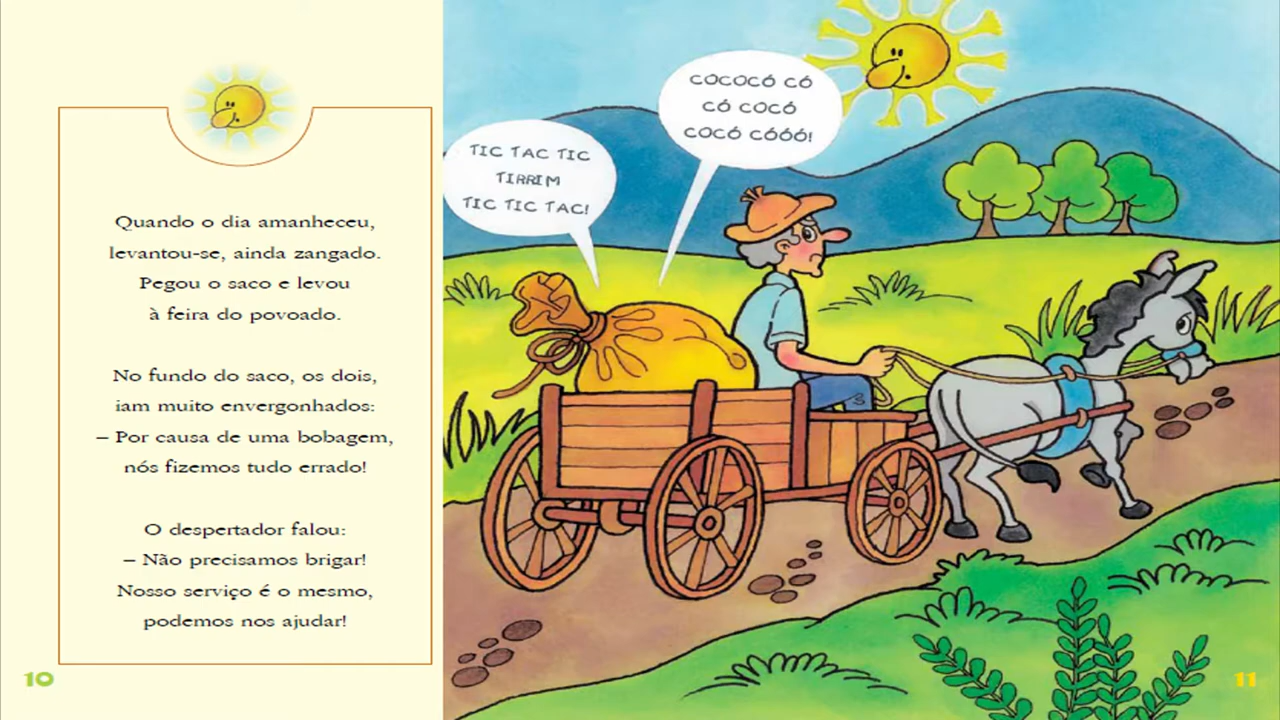 Quando o dia amanheceu,
levantou-se, ainda zangado.
Pegou o saco e levou
à feira do povoado.
No fundo do saco, os dois,
iam muito envergonhados:
– Por causa de uma bobagem,
nós fizemos tudo errado!
O despertador falou:
– Não precisamos brigar!
Nosso serviço é o mesmo,
podemos nos ajudar!
10
TIC TAC TIC
TIRRIM
TIC TIC TAC!
COCOCÓ CÓ
CÓ COCÓ
COCÓ CÓÓÓ!
11